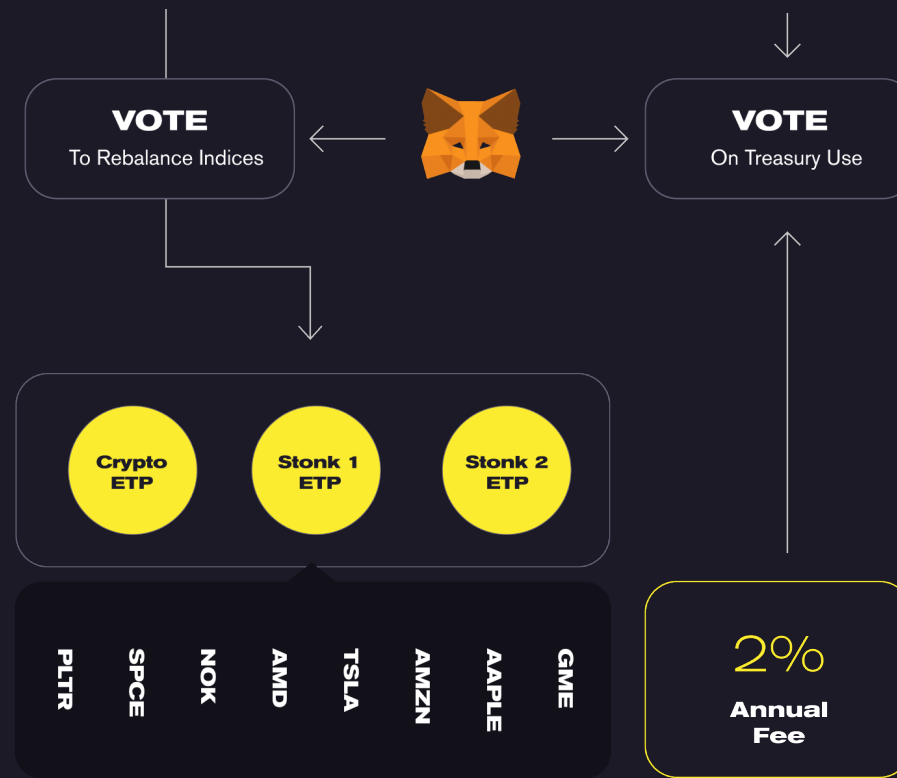 VOTE
To Rebalance Indices
VOTE
On Treasury Use
Crypto
ETP
Stonk 1
ETP
Stonk 2
ETP
PLTR
SPCE
NOK
AMD
TSLA
AMZN
AAPLE
GME
2%
Annual
Fee